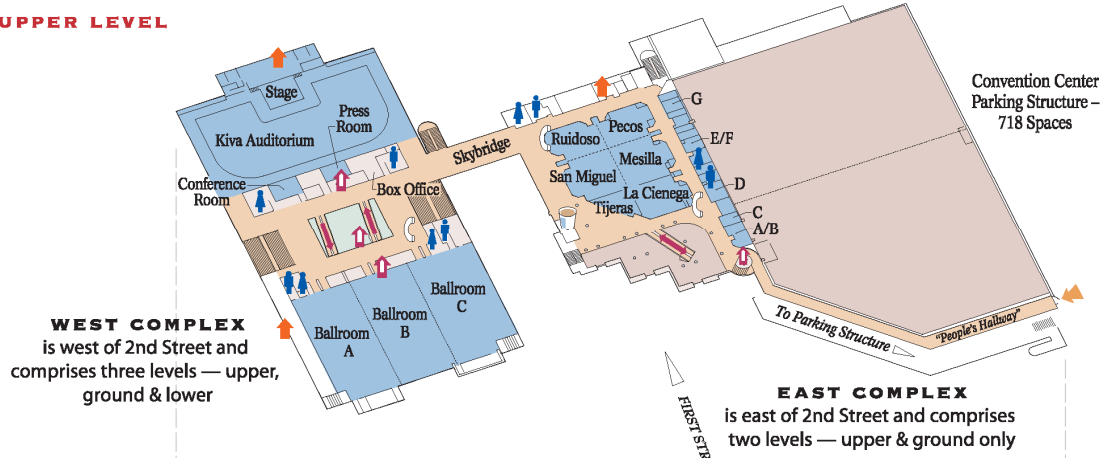 UPPER LEVEL
Stage
Kiva Auditorium
Press
Room
Conference
Room
Box Office
Skybridge
Ballroom
A
Ballroom
B
Ballroom
C
Ruidoso
Pecos
San Miguel
Mesilla
La Cienega
Tijeras
G
E/F
D
C
A/B
Convention Center
Parking Structure –
718 Spaces
To Parking Structure
"People's Hallway"
WEST COMPLEX
is west of 2nd Street and
comprises three levels — upper,
ground & lower
FIRST
EAST COMPLEX
is east of 2nd Street and comprises
two levels — upper & ground only